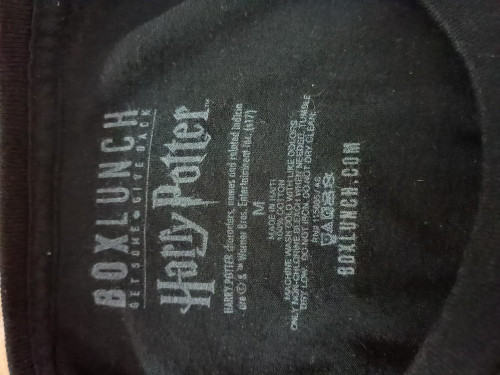 BOXLUNCH
GET SOME GIVE BACK
Harry Potter™
HARRY POTTER characters, names and related indicia
are © & ™ Warner Bros. Entertainment Inc. (s17)
M
MADE IN HAITI
100% COTTON
MACHINE WASH COLD WITH LIKE COLORS
ONLY NON-CHLORINE BLEACH WHEN NEEDED. TUMBLE
DRY LOW. DO NOT IRON. DO NOT DRY CLEAN.
RN#
BOXLUNCH.COM